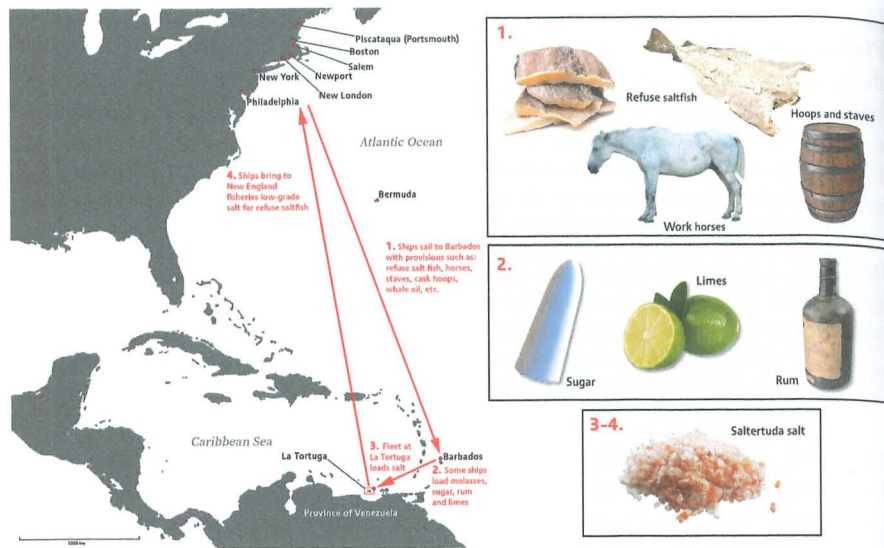 Piscataqua (Portsmouth)
Boston
Salem
New York
Newport
New London
Philadelphia
Atlantic Ocean
4. Ships bring to
New England
fisheries low-grade
salt for refuse saltfish
Bermuda
1. Ships sail to Barbados
with provisions such as:
refuse salt fish, horses,
staves, cask hoops,
whale oil, etc.
Caribbean Sea
La Tortuga
3. Fleet at
La Tortuga
loads salt
Barbados
2. Some ships
load molasses,
sugar, rum
and limes
Province of Venezuela
1.
Refuse saltfish
Hoops and staves
Work horses
2.
Sugar
Limes
Rum
3-4.
Saltertuda salt